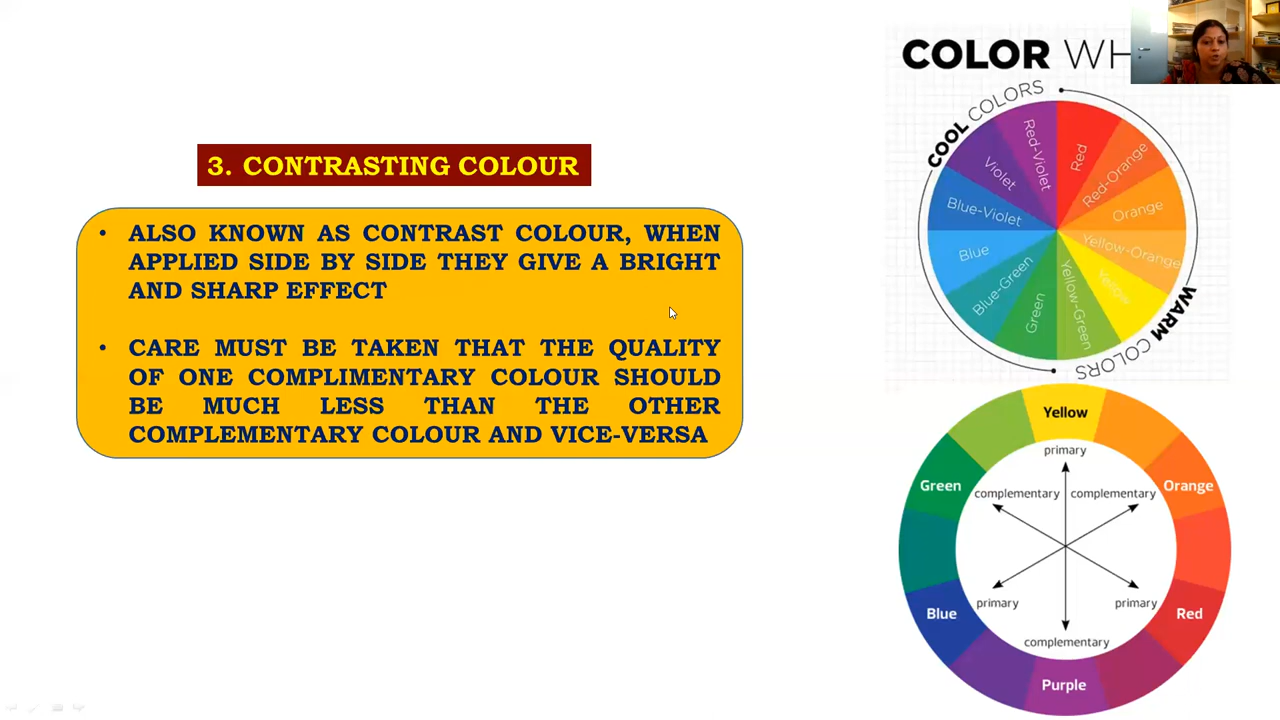 COLOR WH
COOL COLORS
Red-Violet
Red
Red-Orange
Violet
Orange
Blue-Violet
Yellow-Orange
Blue
Yellow
Blue-Green
Green
Yellow-Green
WARM COLORS
3. CONTRASTING COLOUR
• ALSO KNOWN AS CONTRAST COLOUR, WHEN
APPLIED SIDE BY SIDE THEY GIVE A BRIGHT
AND SHARP EFFECT
• CARE MUST BE TAKEN THAT THE QUALITY
OF ONE COMPLIMENTARY COLOUR SHOULD
BE MUCH LESS THAN THE OTHER
COMPLEMENTARY COLOUR AND VICE-VERSA
Yellow
primary
Green
Orange
complementary
complementary
primary
primary
Blue
Red
complementary
Purple